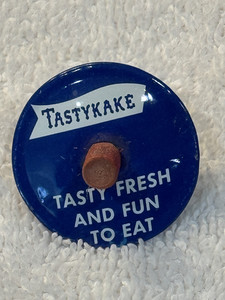 TASTYKAKE
TASTY FRESH
AND FUN
TO EAT